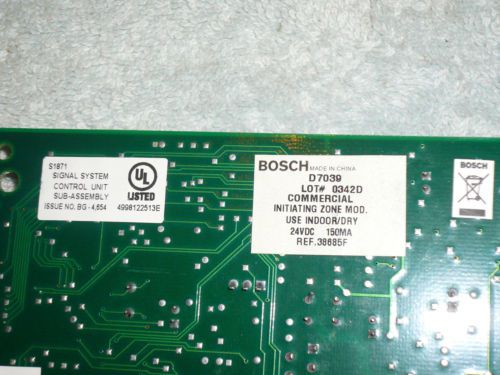 S1871
SIGNAL SYSTEM
CONTROL UNIT
SUB-ASSEMBLY
ISSUE NO. BG - 4,654
UL
LISTED
4998122513E
BOSCH MADE IN CHINA
D7039
LOT# 0342D
COMMERCIAL
INITIATING ZONE MOD.
USE INDOOR/DRY
24VDC 150MA
REF.38685F
BOSCH